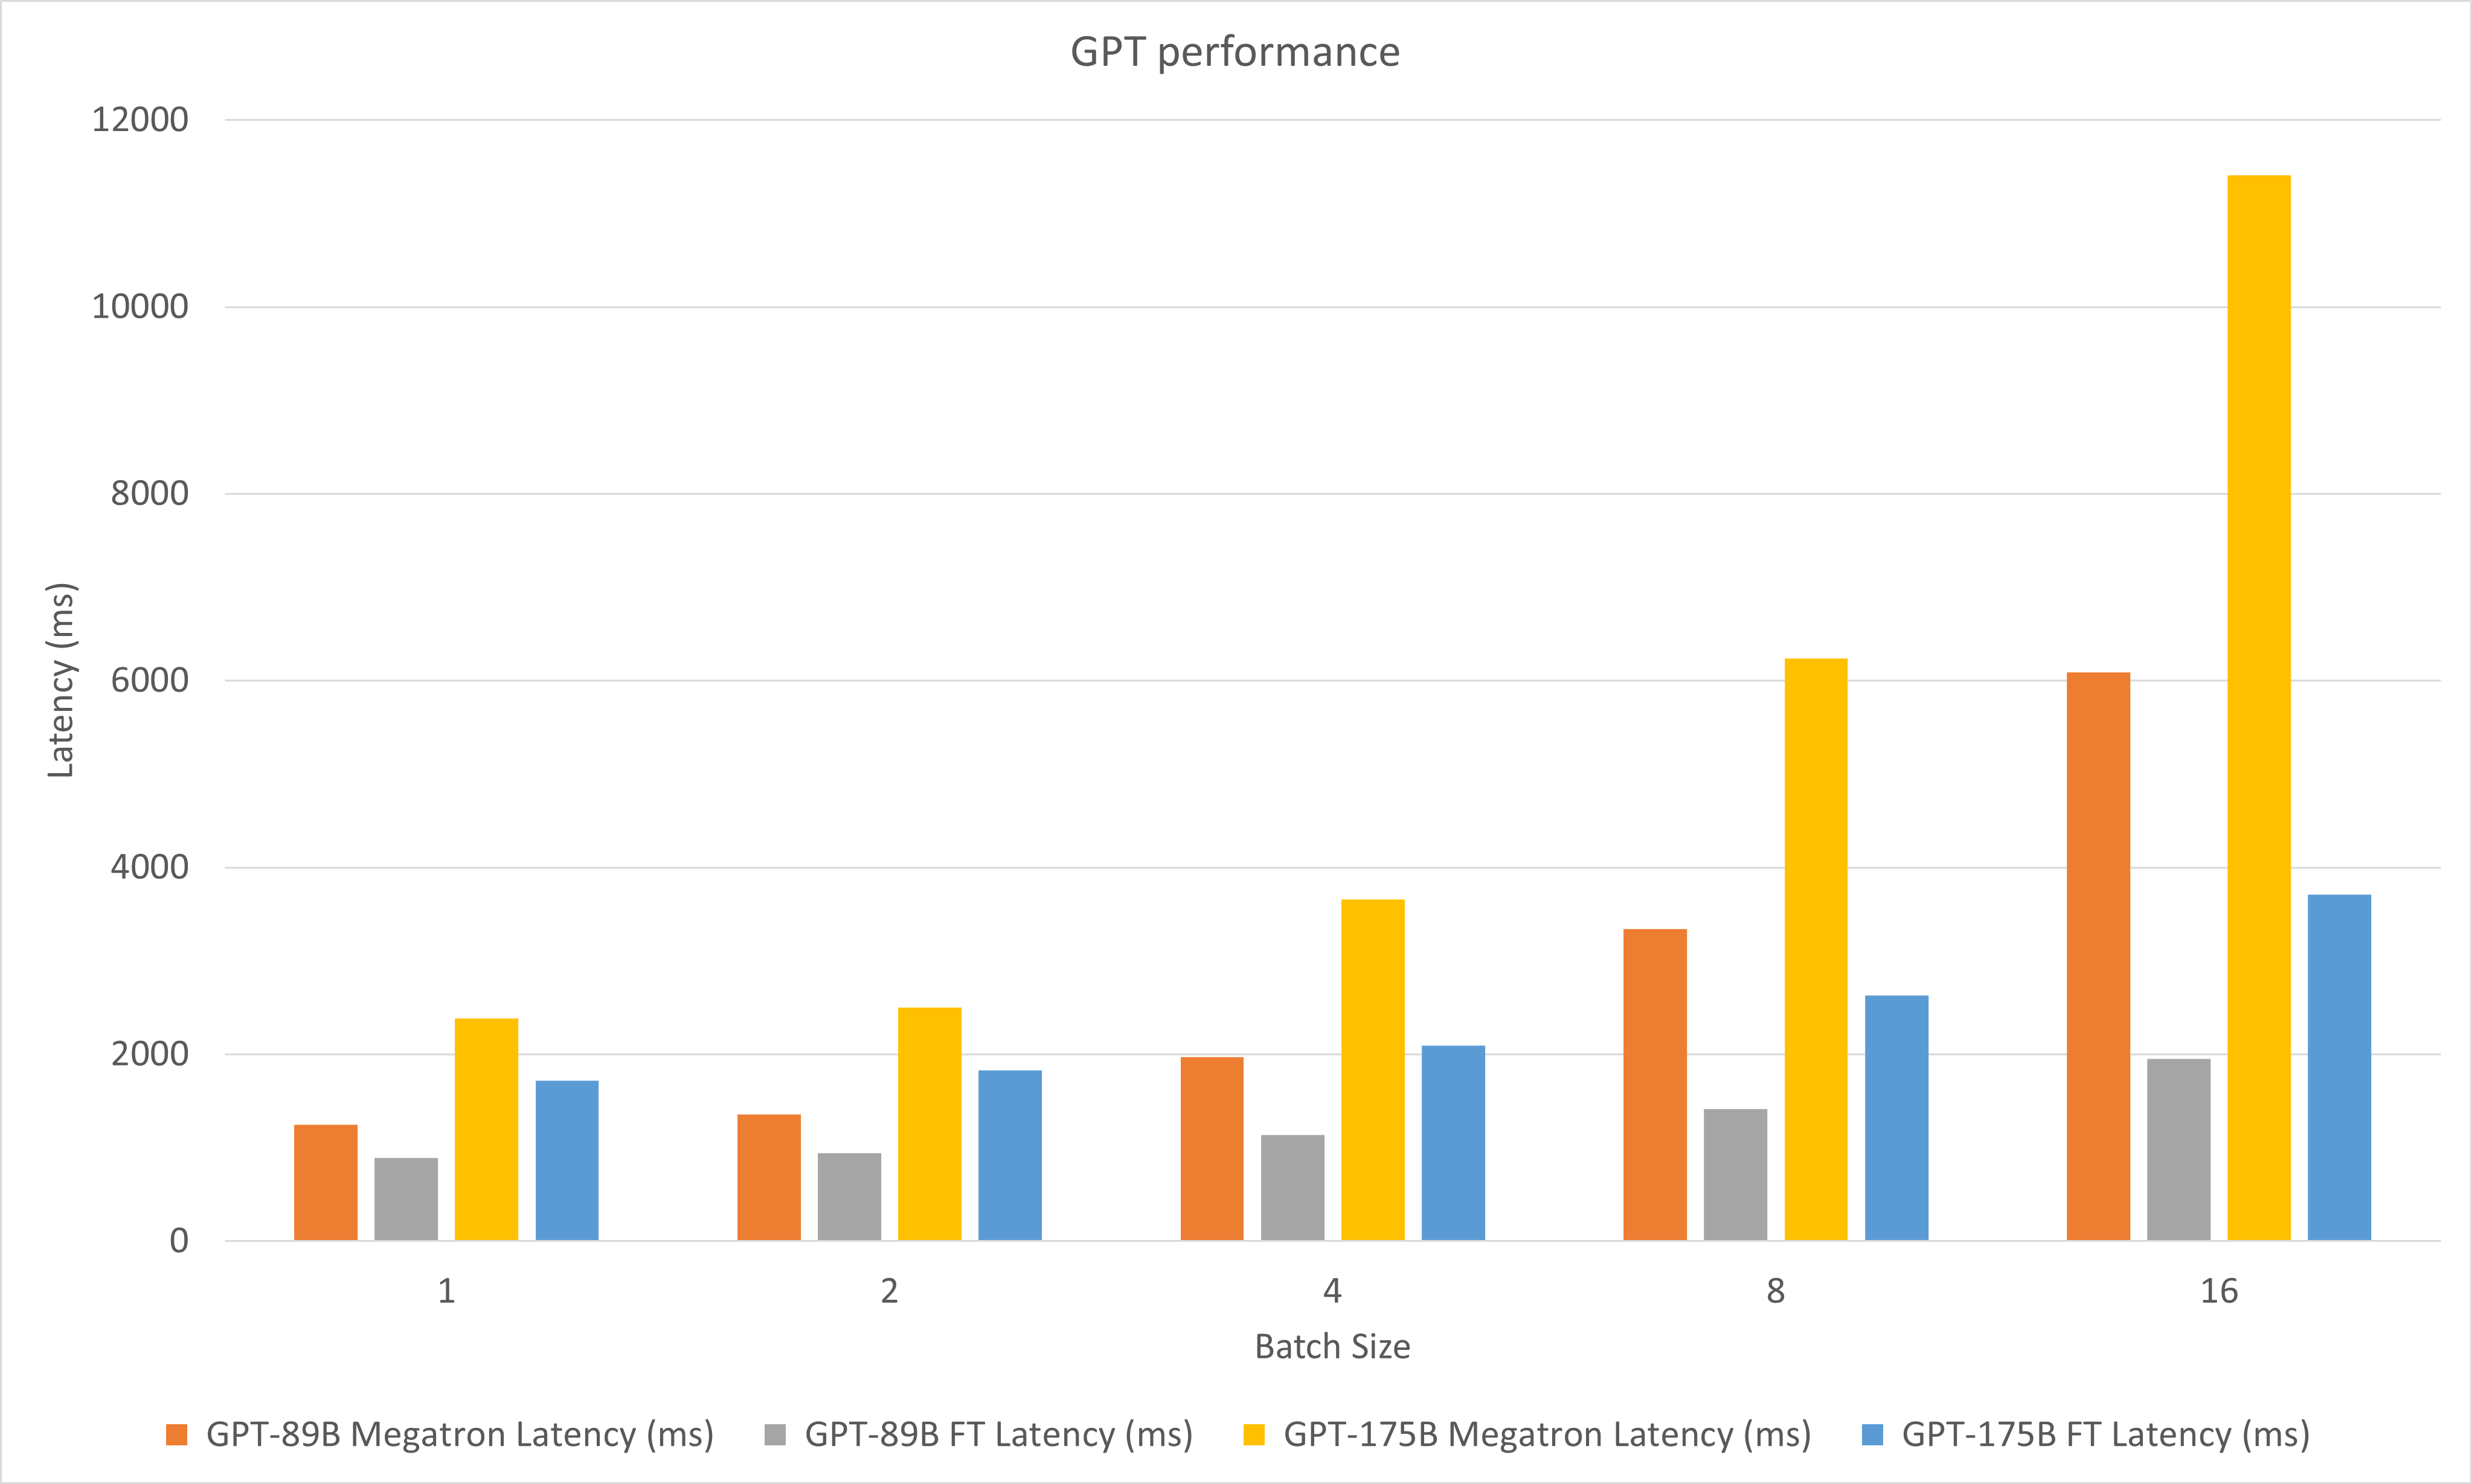 GPT performance
12000
10000
8000
6000
4000
2000
0
Latency (ms)
1 2 4 8 16
Batch Size
GPT-89B Megatron Latency (ms) GPT-89B FT Latency (ms) GPT-175B Megatron Latency (ms) GPT-175B FT Latency (ms)